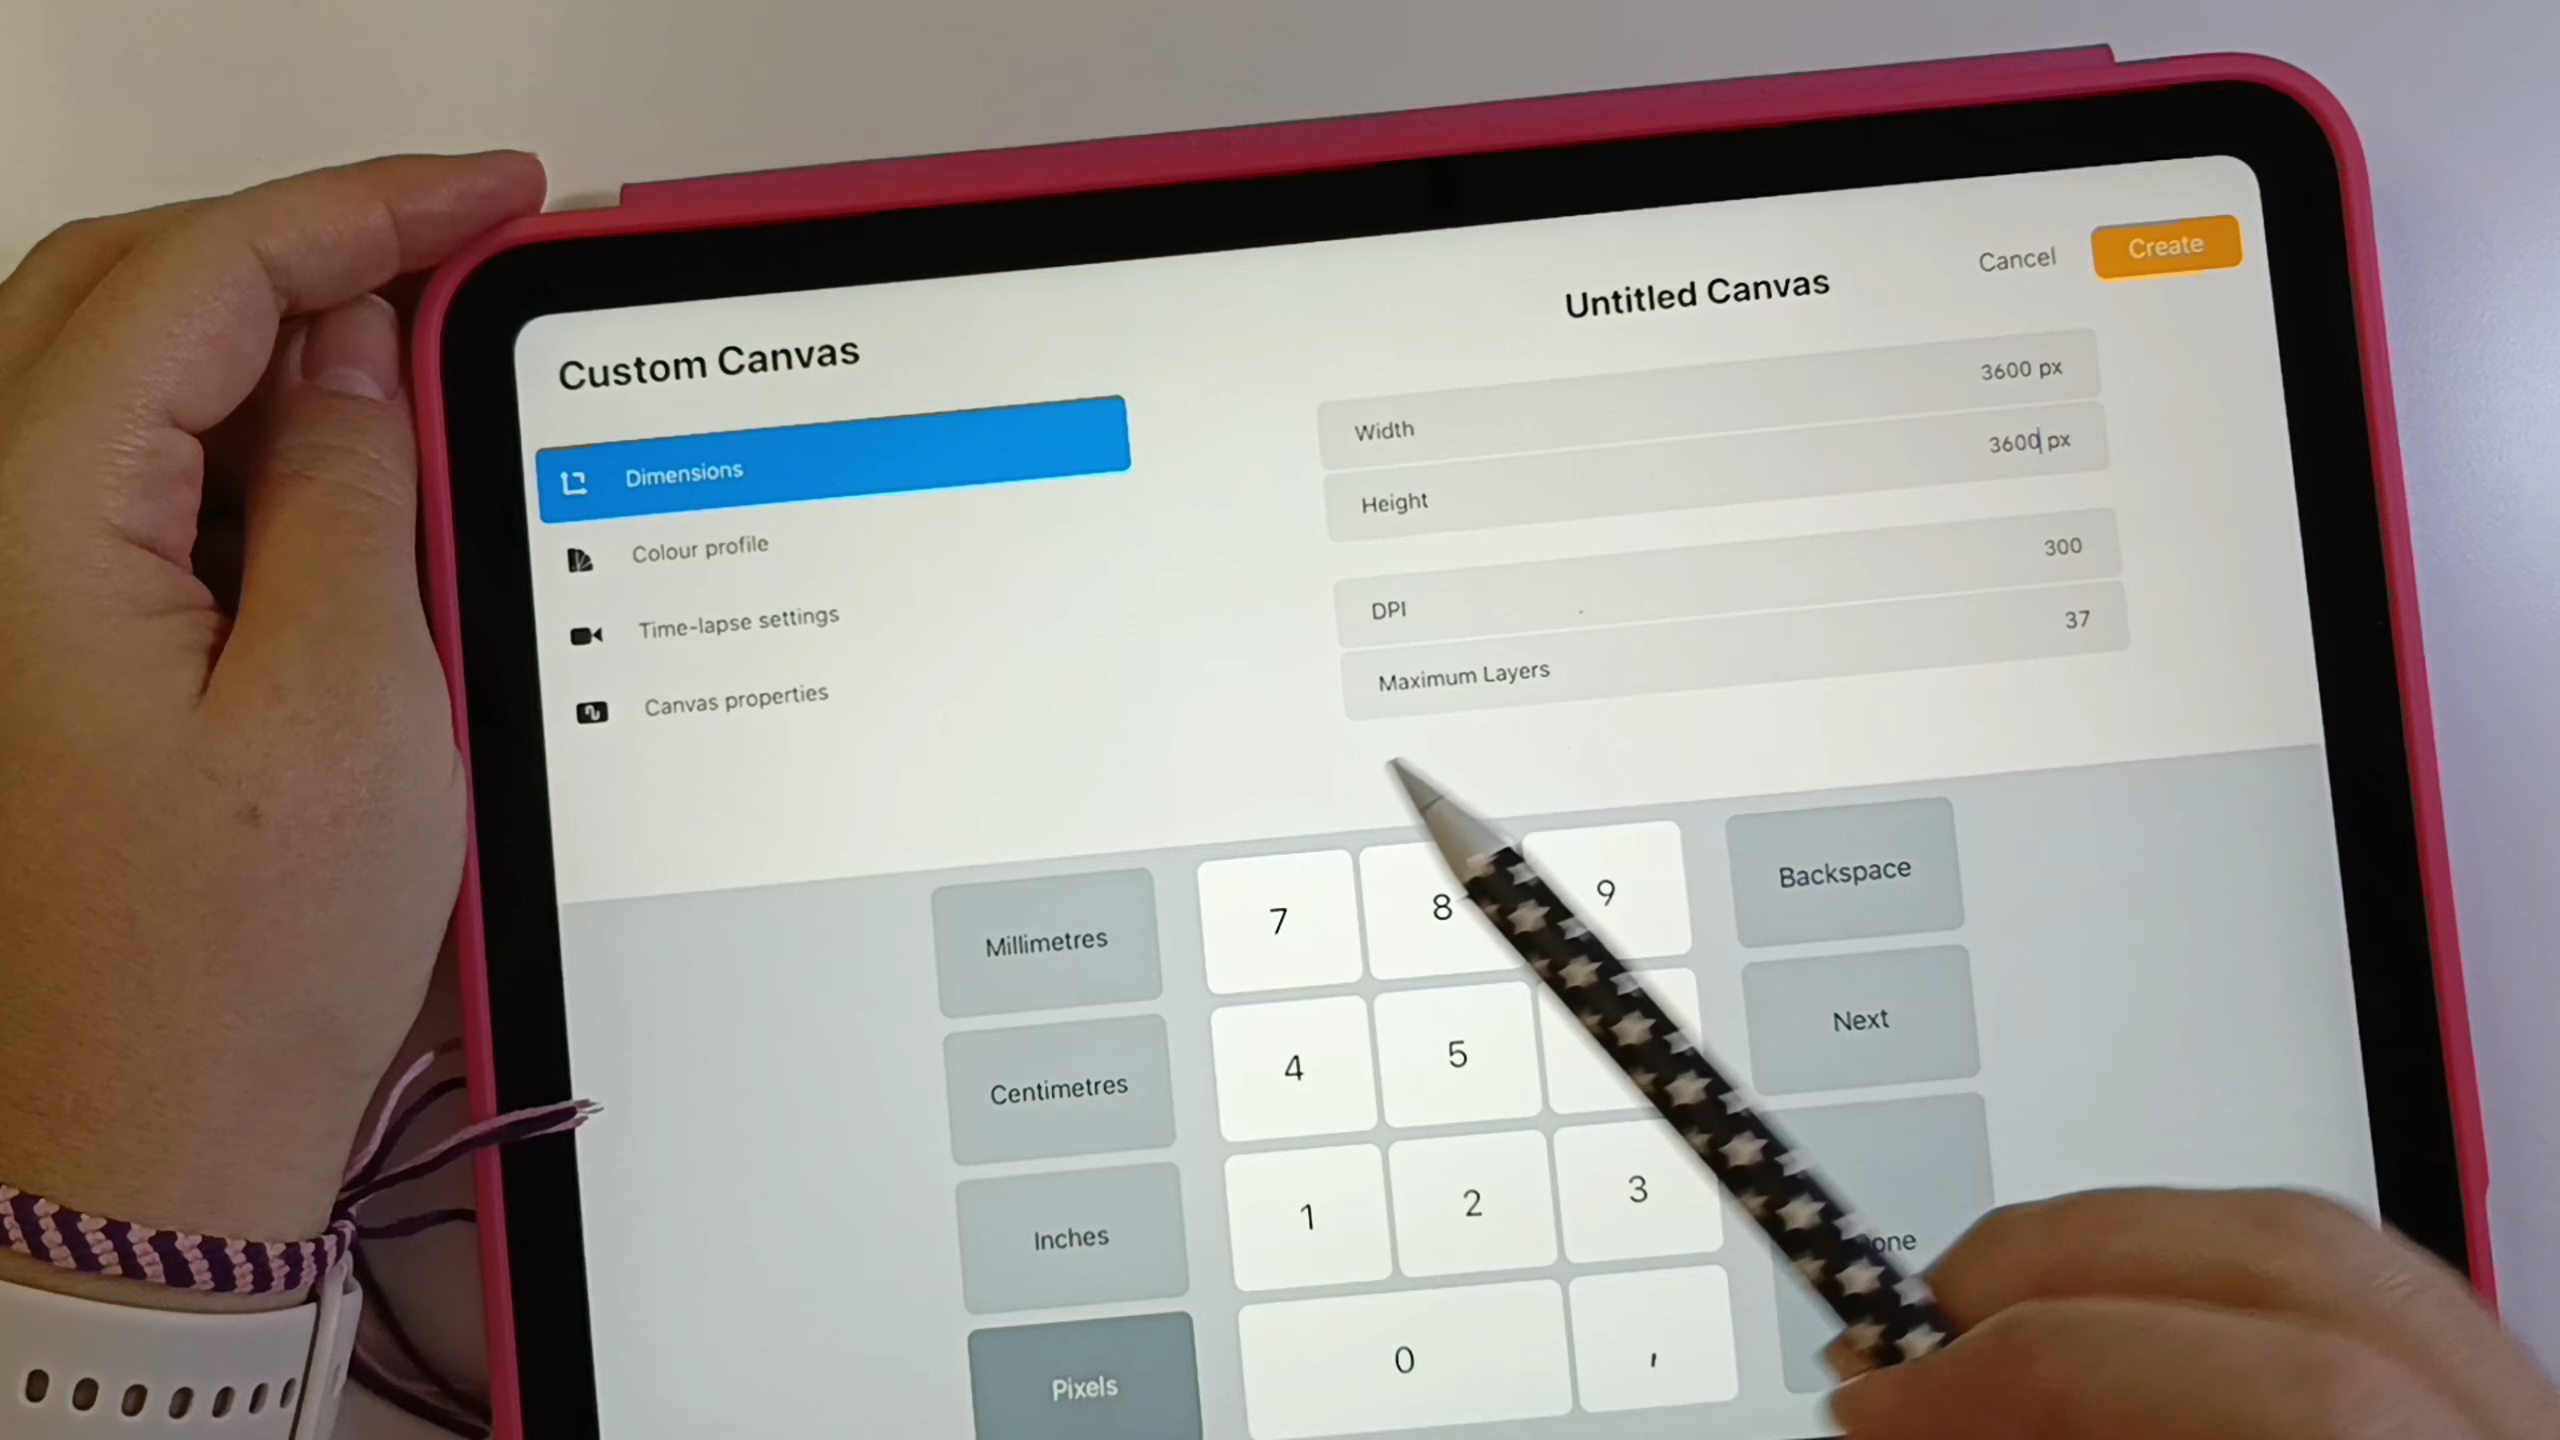 Cancel
Create
Untitled Canvas
Custom Canvas
Dimensions
Colour profile
Time-lapse settings
Canvas properties
Width
3600 px
Height
3600 px
DPI
300
Maximum Layers
37
Millimetres
7
8
9
Backspace
Centimetres
4
5
Next
Inches
1
2
3
one
Pixels
0
,